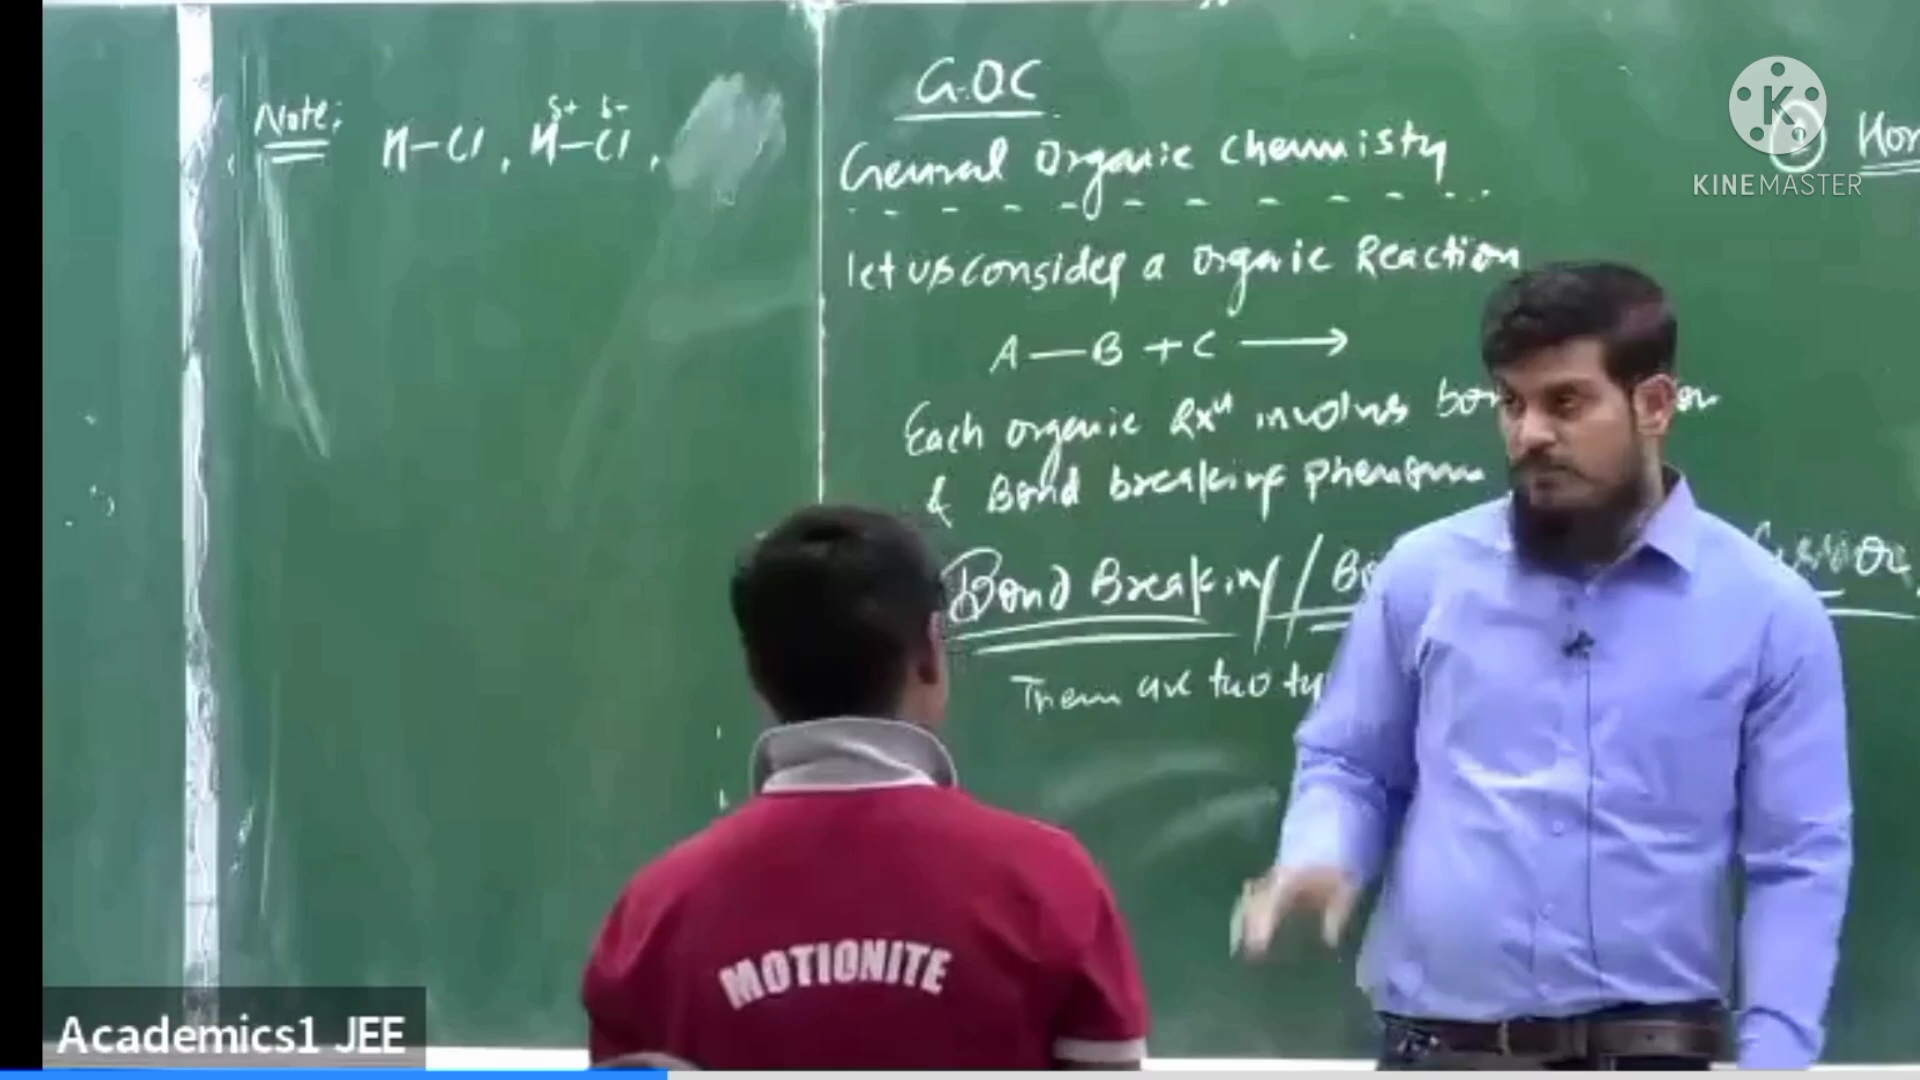 Note: H-Cl, H-Cl,
δ+ δ-
G.O.C
General Organic Chemistry
let us consider a organic Reaction
A — B + C ⟶
Each organic Rxn involves
& Bond breaking phenomena
Bond Breaking /
There are two
KINEMASTER
MOTIONITE
Academics1 JEE